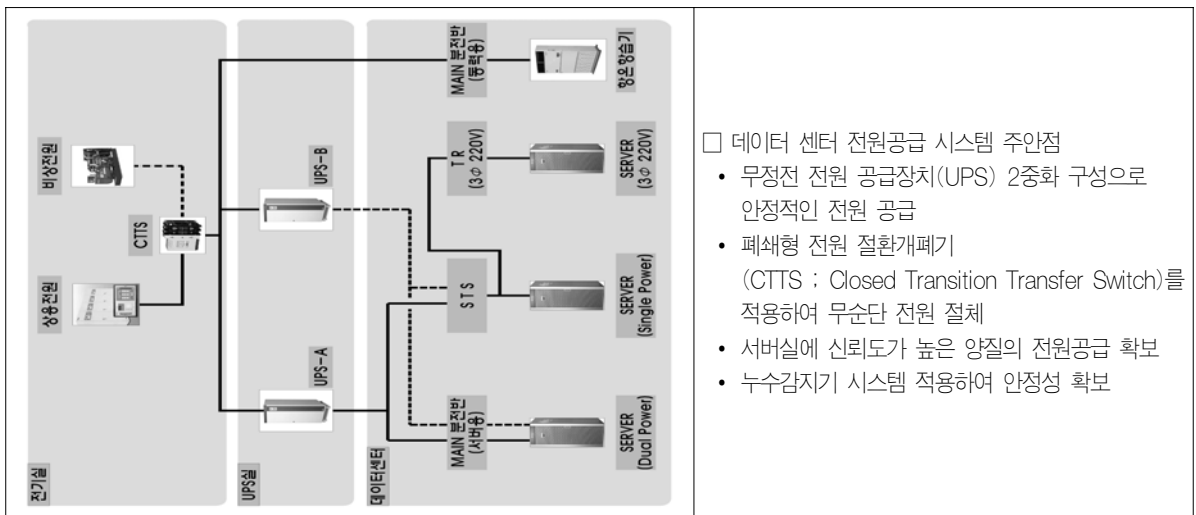 전기실
상용전원
비상전원
CTTS
UPS실
UPS-A
UPS-B
데이터센터
MAIN 분전반
(서버용)
STS
TR
(3Φ 220V)
MAIN 분전반
(동력용)
SERVER
(Dual Power)
SERVER
(Single Power)
SERVER
(3Φ 220V)
항온항습기
□ 데이터 센터 전원공급 시스템 주안점
• 무정전 전원 공급장치(UPS) 2중화 구성으로
안정적인 전원 공급
• 폐쇄형 전원 절환개폐기
(CTTS ; Closed Transition Transfer Switch)를
적용하여 무순단 전원 절체
• 서버실에 신뢰도가 높은 양질의 전원공급 확보
• 누수감지기 시스템 적용하여 안정성 확보